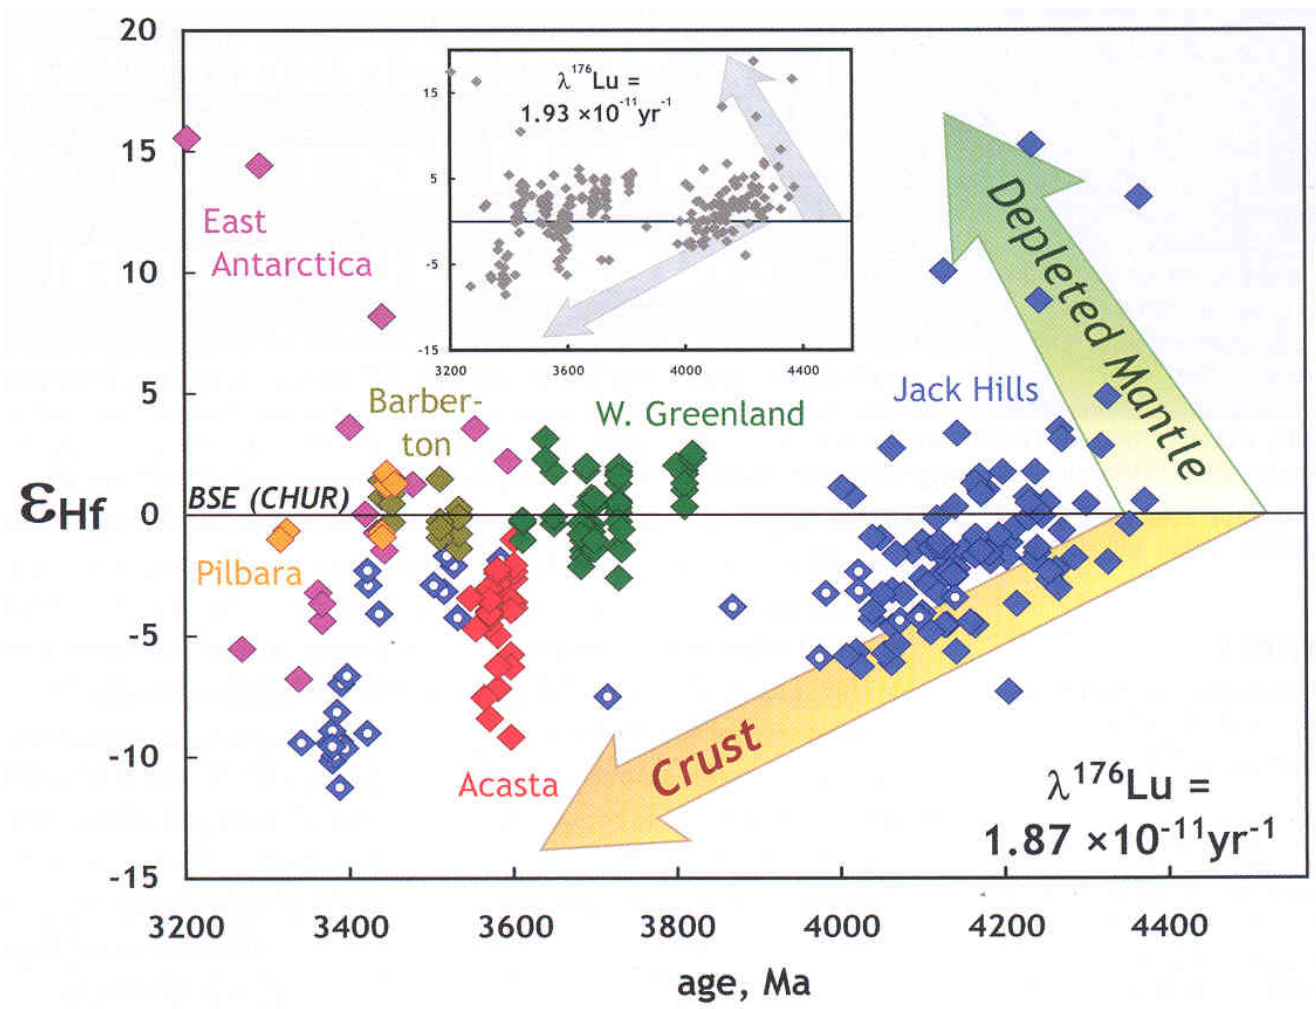 20
15
10
5
0
-5
-10
-15
εHf
3200
3400
3600
3800
4000
4200
4400
age, Ma
λ¹⁷⁶Lu =
1.93 ×10⁻¹¹yr⁻¹
15
5
-5
-15
3200
3600
4000
4400
East
Antarctica
Barber-
ton
W. Greenland
Jack Hills
Depleted Mantle
BSE (CHUR)
Pilbara
Acasta
Crust
λ¹⁷⁶Lu =
1.87 ×10⁻¹¹yr⁻¹